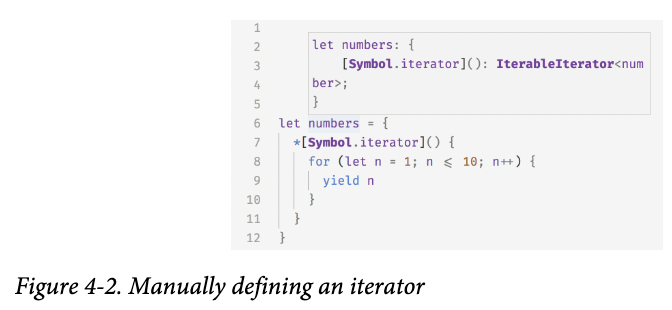 1
2 let numbers: {
3 [Symbol.iterator](): IterableIterator<num
4 ber>;
5 }
6 let numbers = {
7 *[Symbol.iterator]() {
8 for (let n = 1; n ⩽ 10; n++) {
9 yield n
10 }
11 }
12 }
Figure 4-2. Manually defining an iterator